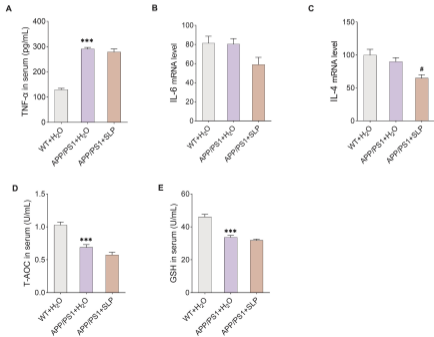 A
TNF-α in serum (pg/mL)
400
300
200
100
0
***
WT+H₂O
APP/PS1+H₂O
APP/PS1+SLP
B
IL-6 mRNA level
100
80
60
40
20
0
WT+H₂O
APP/PS1+H₂O
APP/PS1+SLP
C
IL-4 mRNA level
150
100
50
0
#
WT+H₂O
APP/PS1+H₂O
APP/PS1+SLP
D
T-AOC in serum (U/mL)
1.5
1.0
0.5
0.0
***
WT+H₂O
APP/PS1+H₂O
APP/PS1+SLP
E
GSH in serum (U/mL)
60
40
20
0
***
WT+H₂O
APP/PS1+H₂O
APP/PS1+SLP